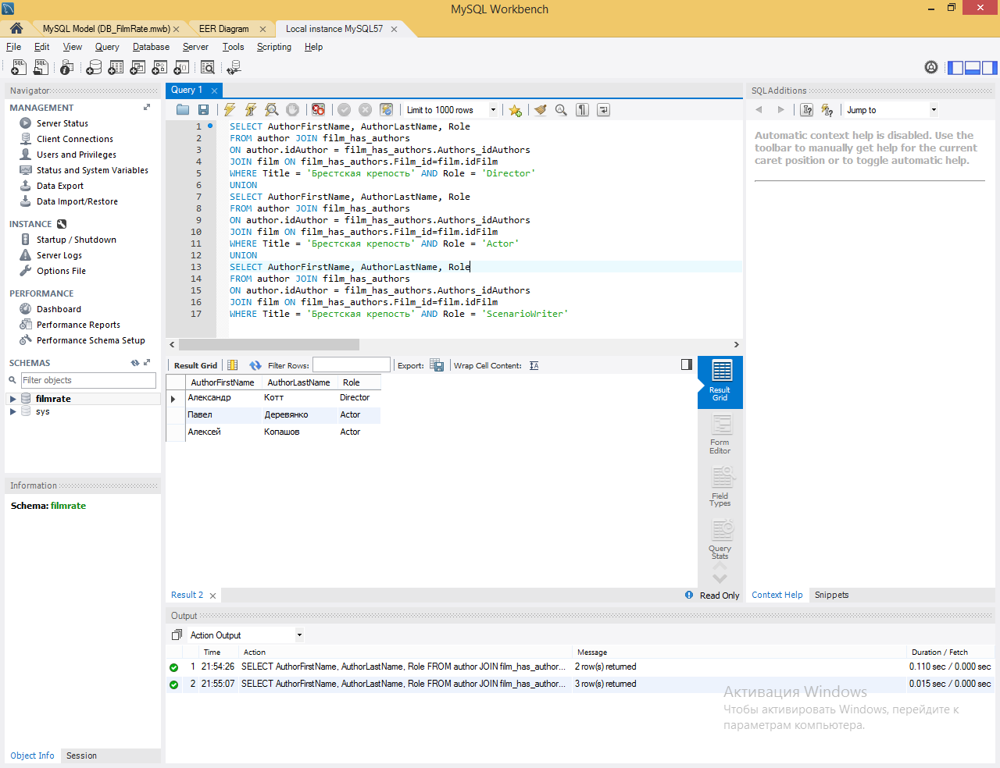 MySQL Workbench
MySQL Model (DB_FilmRate.mwb) ×
EER Diagram ×
Local instance MySQL57 ×
File Edit View Query Database Server Tools Scripting Help
Navigator
MANAGEMENT
Server Status
Client Connections
Users and Privileges
Status and System Variables
Data Export
Data Import/Restore
INSTANCE
Startup / Shutdown
Server Logs
Options File
PERFORMANCE
Dashboard
Performance Reports
Performance Schema Setup
SCHEMAS
Filter objects
filmrate
sys
Information
Schema: filmrate
Object Info Session
Query 1 ×
Limit to 1000 rows
1 SELECT AuthorFirstName, AuthorLastName, Role
2 FROM author JOIN film_has_authors
3 ON author.idAuthor = film_has_authors.Authors_idAuthors
4 JOIN film ON film_has_authors.Film_id=film.idFilm
5 WHERE Title = 'Брестская крепость' AND Role = 'Director'
6 UNION
7 SELECT AuthorFirstName, AuthorLastName, Role
8 FROM author JOIN film_has_authors
9 ON author.idAuthor = film_has_authors.Authors_idAuthors
10 JOIN film ON film_has_authors.Film_id=film.idFilm
11 WHERE Title = 'Брестская крепость' AND Role = 'Actor'
12 UNION
13 SELECT AuthorFirstName, AuthorLastName, Role
14 FROM author JOIN film_has_authors
15 ON author.idAuthor = film_has_authors.Authors_idAuthors
16 JOIN film ON film_has_authors.Film_id=film.idFilm
17 WHERE Title = 'Брестская крепость' AND Role = 'ScenarioWriter'
Result Grid Filter Rows: Export: Wrap Cell Content:
AuthorFirstName AuthorLastName Role
Александр Котт Director
Павел Деревянко Actor
Алексей Копашов Actor
Result
Grid
Form
Editor
Field
Types
Query
Stats
Result 2 ×
Read Only
SQLAdditions
Jump to
Automatic context help is disabled. Use the
toolbar to manually get help for the current
caret position or to toggle automatic help.
Context Help Snippets
Output
Action Output
Time Action Message Duration / Fetch
1 21:54:26 SELECT AuthorFirstName, AuthorLastName, Role FROM author JOIN film_has_author... 2 row(s) returned 0.110 sec / 0.000 sec
2 21:55:07 SELECT AuthorFirstName, AuthorLastName, Role FROM author JOIN film_has_author... 3 row(s) returned 0.015 sec / 0.000 sec
Активация Windows
Чтобы активировать Windows, перейдите к
параметрам компьютера.